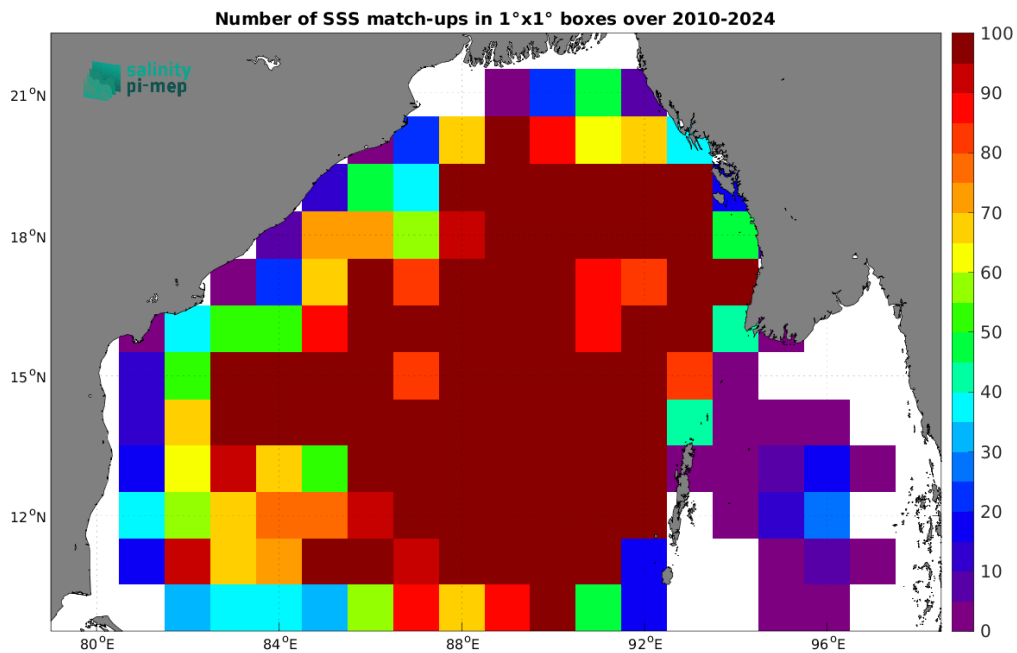 Number of SSS match-ups in 1°x1° boxes over 2010-2024
salinity
pi-mep
21°N
18°N
15°N
12°N
80°E
84°E
88°E
92°E
96°E
100
90
80
70
60
50
40
30
20
10
0